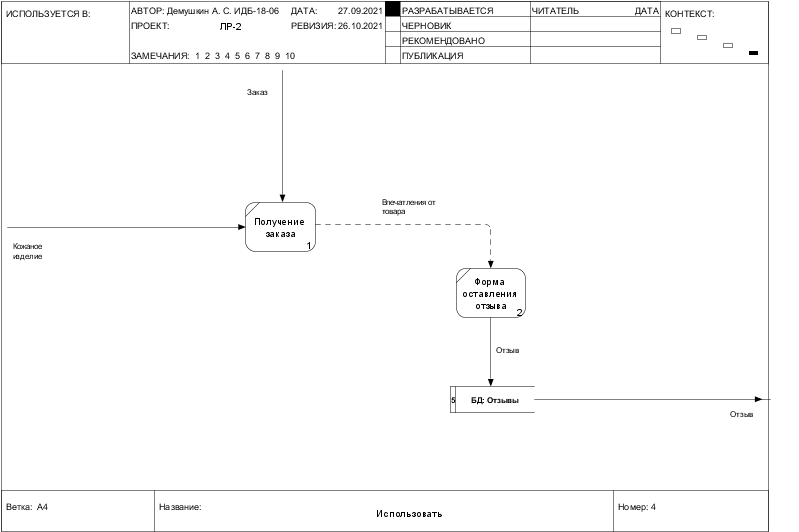 ИСПОЛЬЗУЕТСЯ В:
АВТОР: Демушкин А. С. ИДБ-18-06 ДАТА: 27.09.2021
ПРОЕКТ: ЛР-2 РЕВИЗИЯ: 26.10.2021
ЗАМЕЧАНИЯ: 1 2 3 4 5 6 7 8 9 10
РАЗРАБАТЫВАЕТСЯ
ЧЕРНОВИК
РЕКОМЕНДОВАНО
ПУБЛИКАЦИЯ
ЧИТАТЕЛЬ ДАТА
КОНТЕКСТ:
Заказ
Получение
заказа
1
Впечатления от
товара
Кожаное
изделие
Форма
оставления
отзыва
2
Отзыв
5 БД: Отзывы
Отзыв
Ветка: A4
Название:
Использовать
Номер: 4